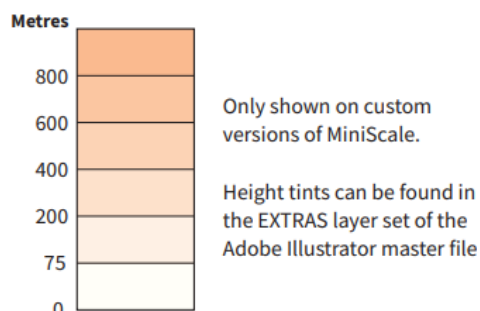 Metres
800
600
400
200
75
0
Only shown on custom
versions of MiniScale.
Height tints can be found in
the EXTRAS layer set of the
Adobe Illustrator master file